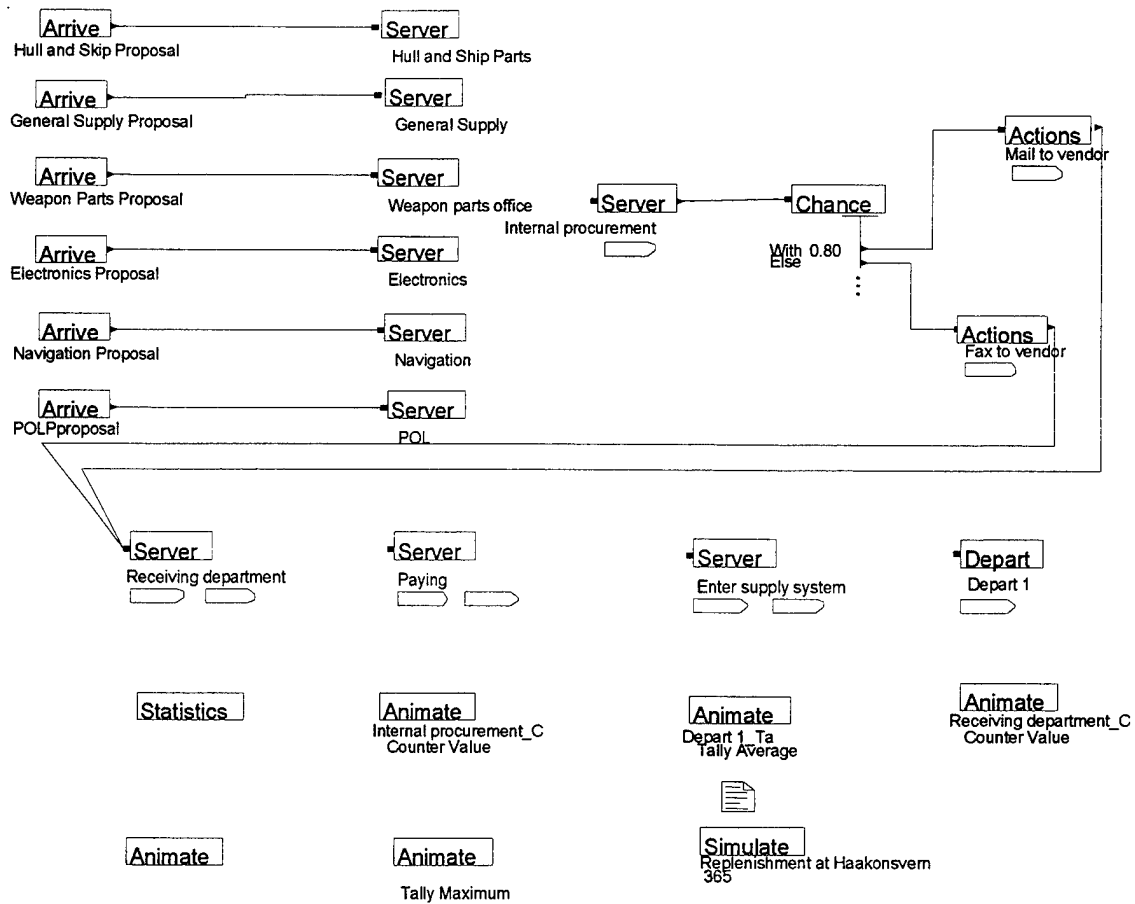 Arrive
Hull and Skip Proposal
Server
Hull and Ship Parts
Arrive
General Supply Proposal
Server
General Supply
Arrive
Weapon Parts Proposal
Server
Weapon parts office
Server
Internal procurement
Chance
With 0.80
Else
Actions
Mail to vendor
Arrive
Electronics Proposal
Server
Electronics
Arrive
Navigation Proposal
Server
Navigation
Actions
Fax to vendor
Arrive
POLPproposal
Server
POL
Server
Receiving department
Server
Paying
Server
Enter supply system
Depart
Depart 1
Statistics
Animate
Internal procurement_C
Counter Value
Animate
Depart 1_Ta
Tally Average
Animate
Receiving department_C
Counter Value
Animate
Animate
Tally Maximum
Simulate
Replenishment at Haakonsvern
365